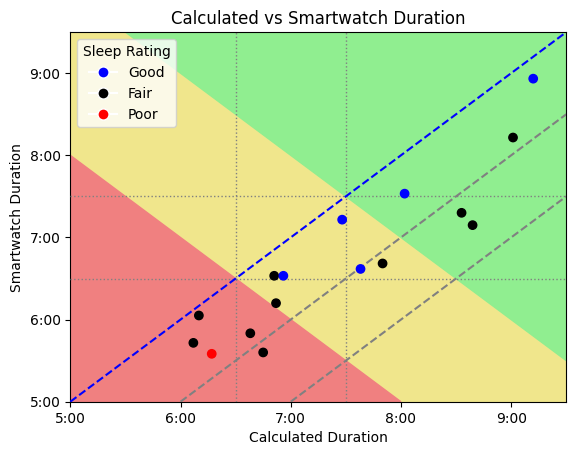 Calculated vs Smartwatch Duration
Sleep Rating
Good
Fair
Poor
9:00
8:00
7:00
6:00
5:00
Smartwatch Duration
5:00 6:00 7:00 8:00 9:00
Calculated Duration